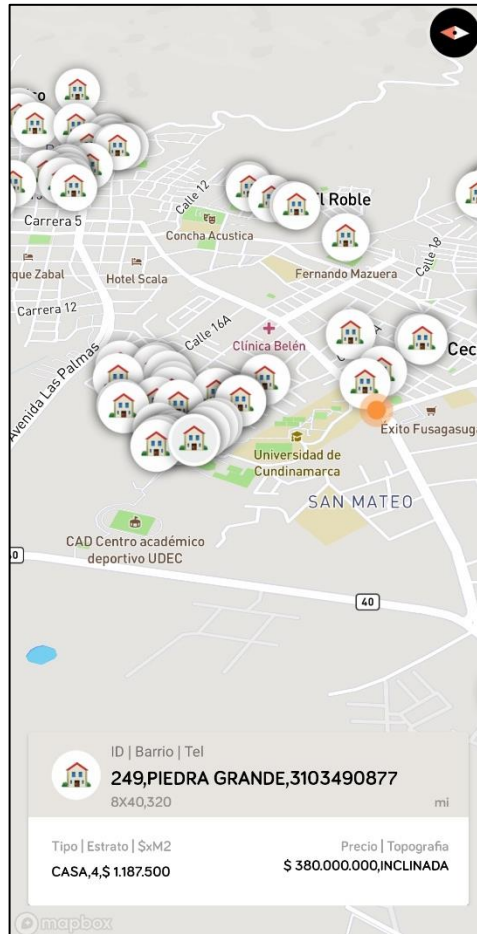 Carrera 5
Calle 12
Concha Acustica
l Roble
Calle 18
rque Zabal
Hotel Scala
Fernando Mazuera
Carrera 12
Calle 16A
Clínica Belén
Cec
Avenida Las Palmas
Éxito Fusagasuga
Universidad de
Cundinamarca
SAN MATEO
CAD Centro académico
deportivo UDEC
40
ID | Barrio | Tel
249,PIEDRA GRANDE,3103490877
8X40,320
mi
Tipo | Estrato | $xM2
Precio | Topografia
CASA,4,$ 1.187.500
$ 380.000.000,INCLINADA
mapbox